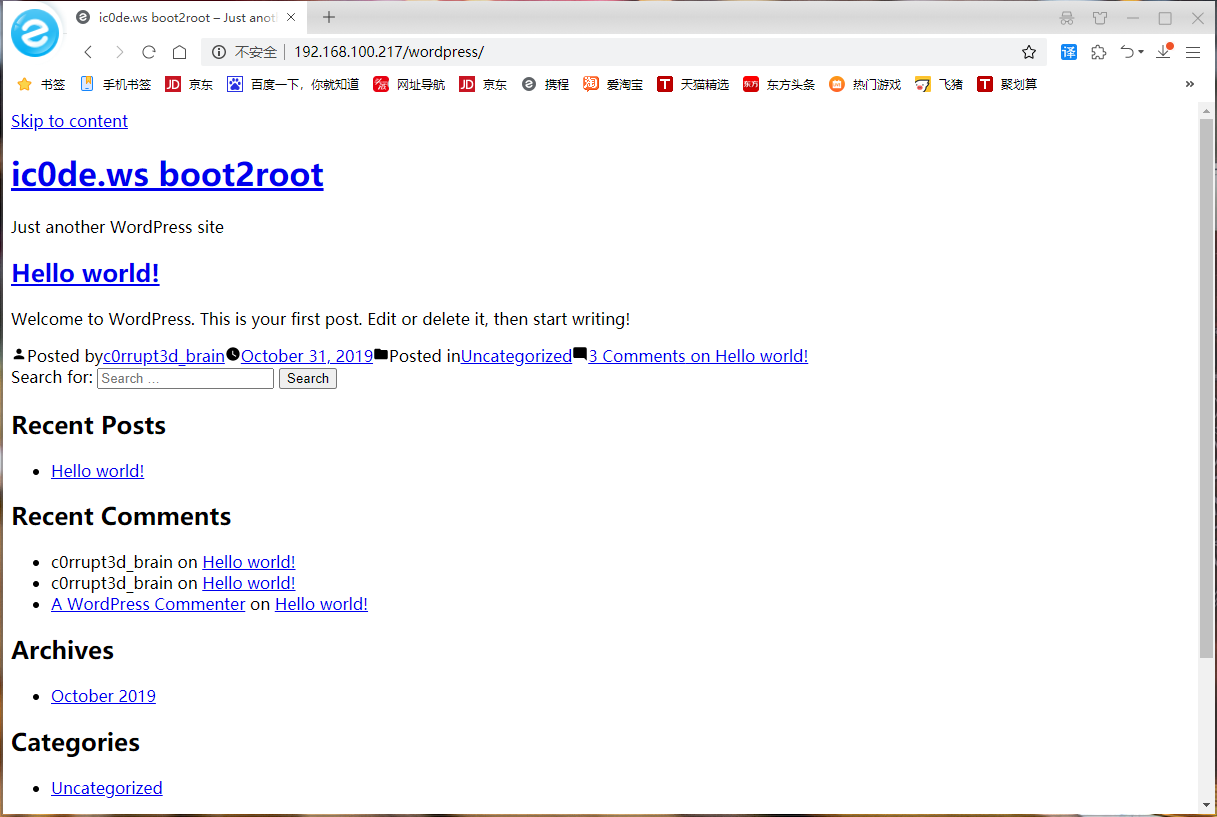 ic0de.ws boot2root – Just anot
不安全 192.168.100.217/wordpress/ 译
书签 手机书签 JD 京东 百度一下，你就知道 网址导航 JD 京东 携程 淘 爱淘宝 T 天猫精选 东方 东方头条 热门游戏 飞猪 T 聚划算 »
Skip to content
ic0de.ws boot2root
Just another WordPress site
Hello world!
Welcome to WordPress. This is your first post. Edit or delete it, then start writing!
Posted byc0rrupt3d_brainOctober 31, 2019Posted inUncategorized3 Comments on Hello world!
Search for: Search ... Search
Recent Posts
Hello world!
Recent Comments
c0rrupt3d_brain on Hello world!
c0rrupt3d_brain on Hello world!
A WordPress Commenter on Hello world!
Archives
October 2019
Categories
Uncategorized